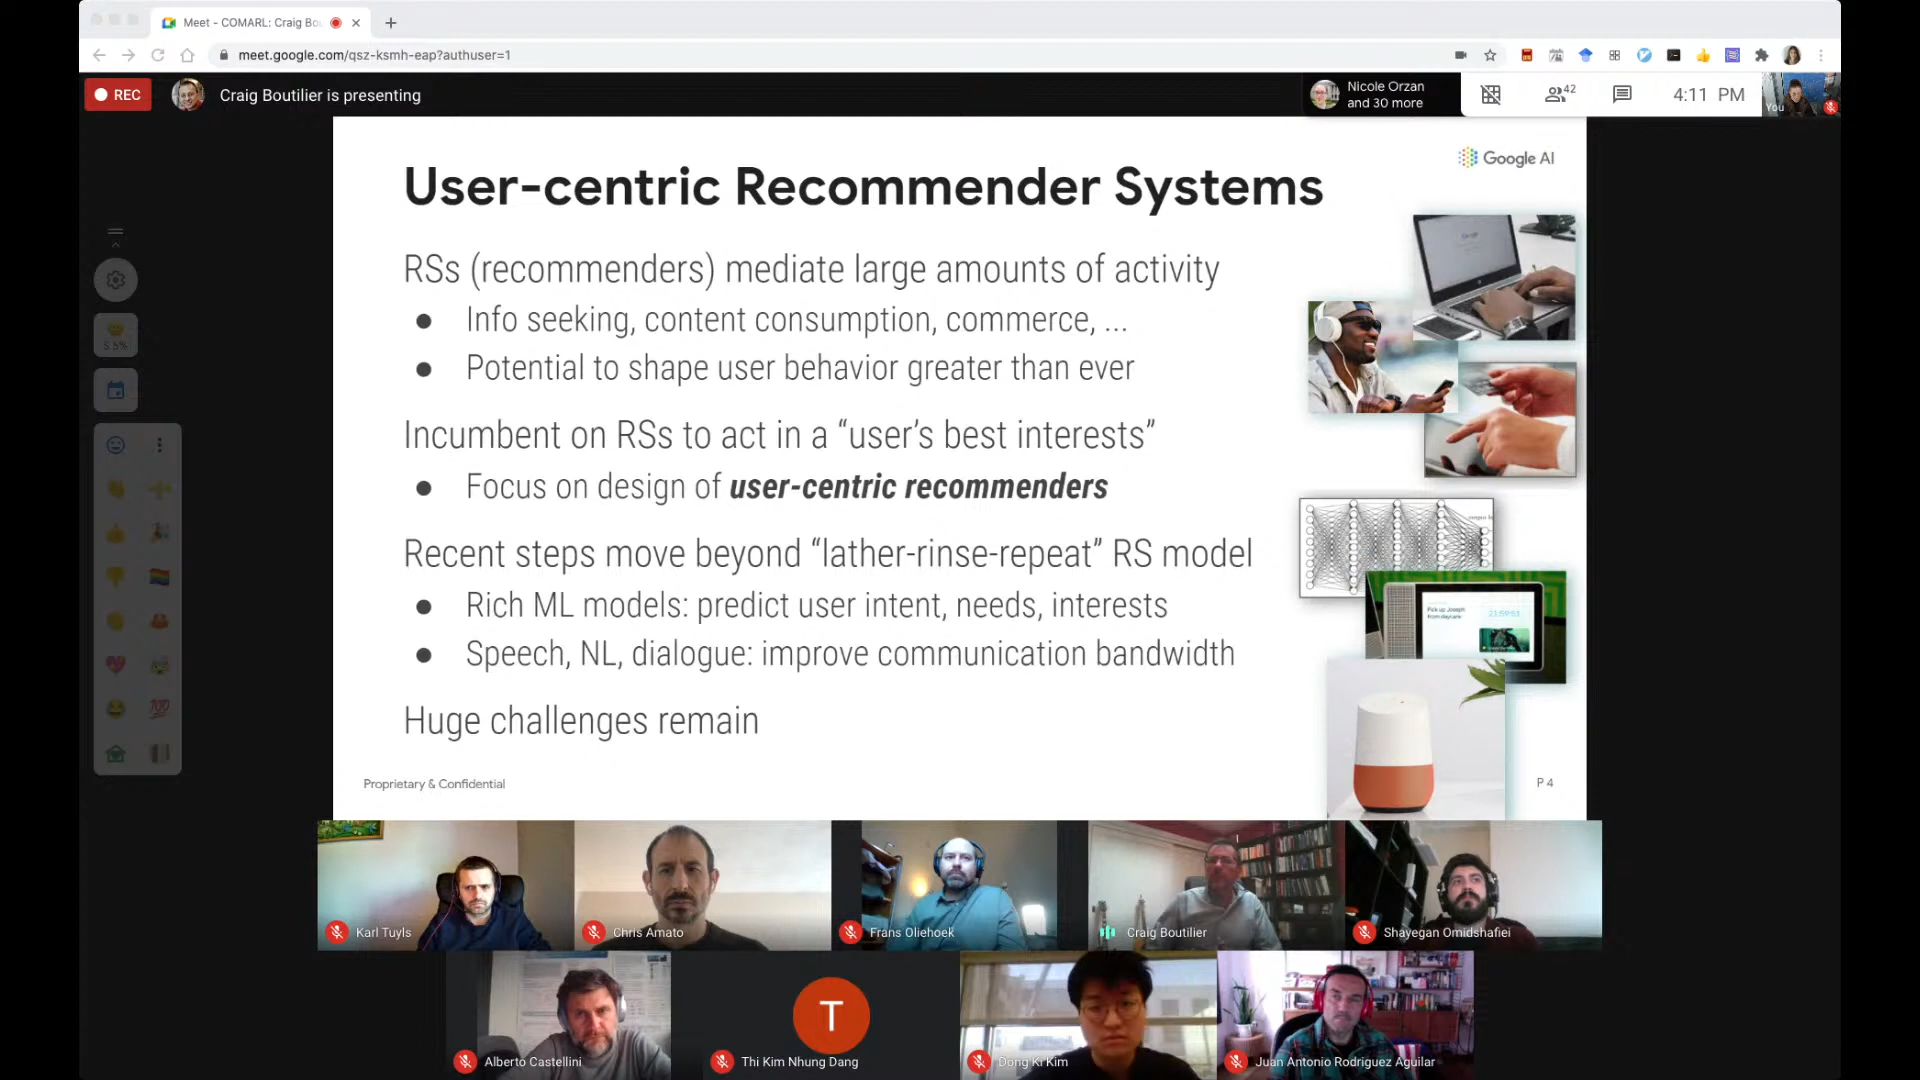 Meet - COMARL: Craig Bo
meet.google.com/qsz-ksmh-eap?authuser=1
REC
Craig Boutilier is presenting
Nicole Orzan
and 30 more
42
4:11 PM
You
Google AI
User-centric Recommender Systems
RSs (recommenders) mediate large amounts of activity
● Info seeking, content consumption, commerce, ...
● Potential to shape user behavior greater than ever
Incumbent on RSs to act in a “user’s best interests”
● Focus on design of user-centric recommenders
Recent steps move beyond “lather-rinse-repeat” RS model
● Rich ML models: predict user intent, needs, interests
● Speech, NL, dialogue: improve communication bandwidth
Huge challenges remain
Pick up Joseph
from daycare
Proprietary & Confidential
P 4
Karl Tuyls
Chris Amato
Frans Oliehoek
Craig Boutilier
Shayegan Omidshafiei
Alberto Castellini
T
Thi Kim Nhung Dang
Dong Ki Kim
Juan Antonio Rodriguez Aguilar